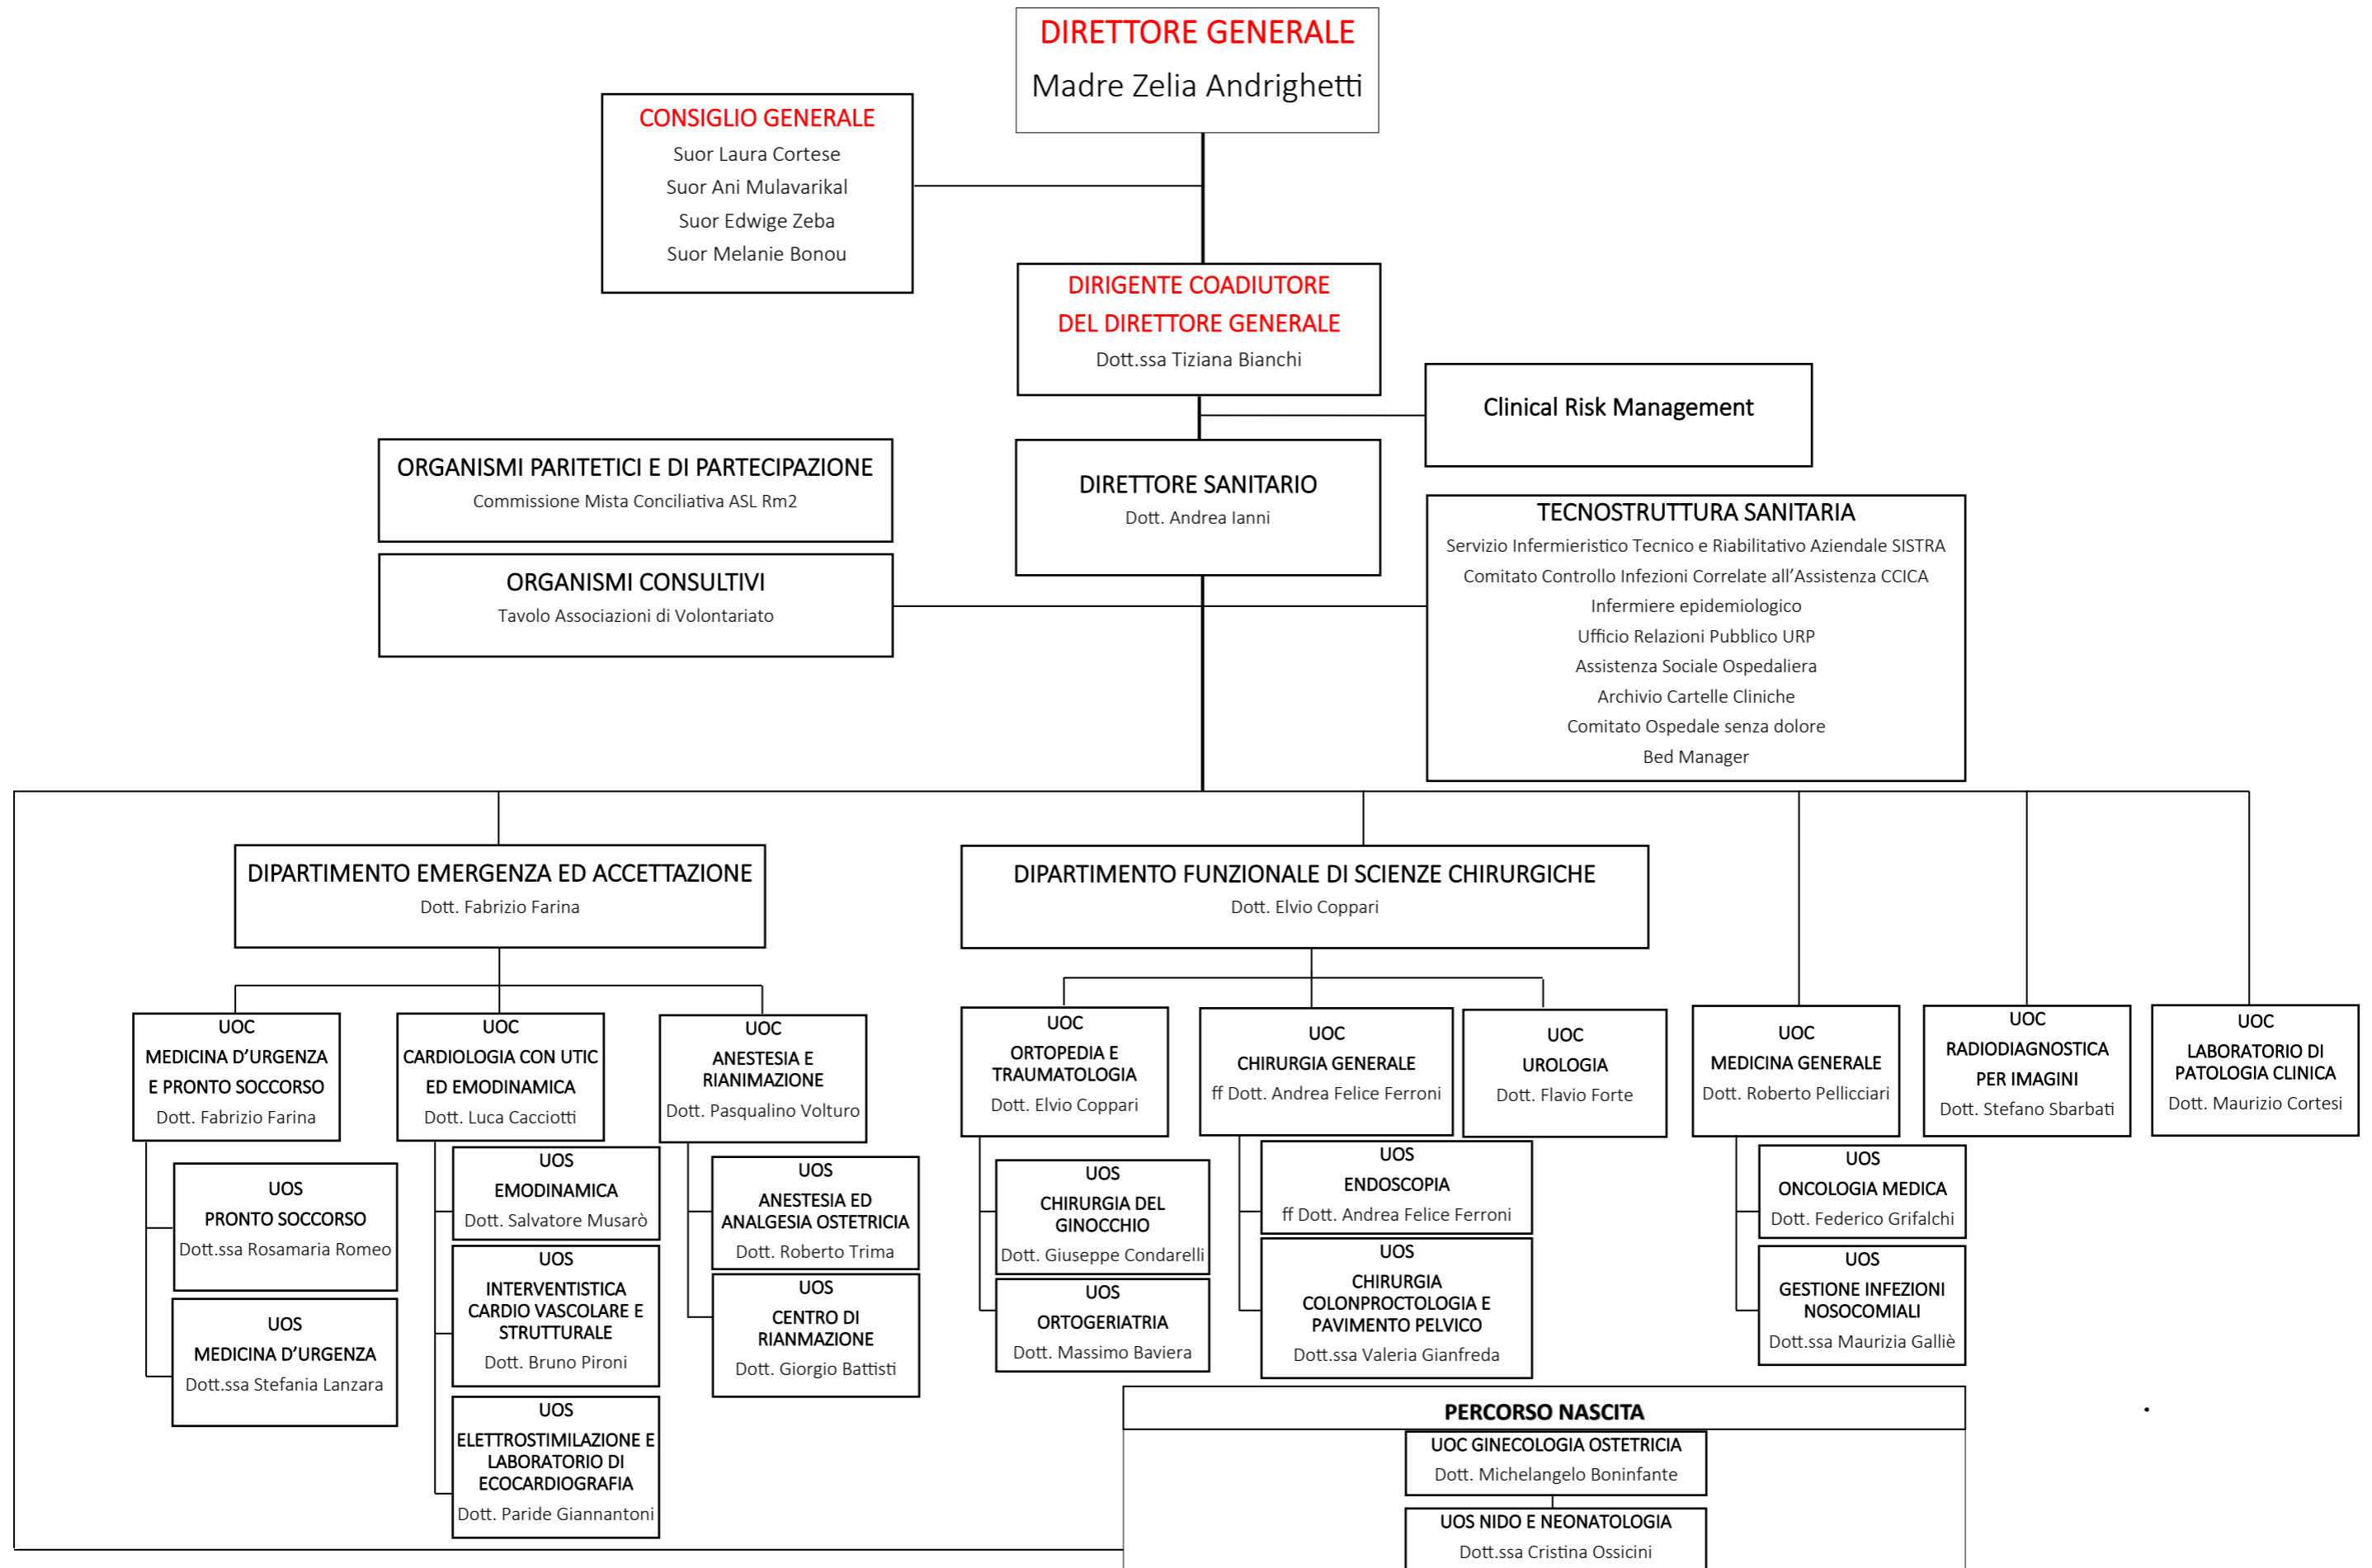 DIRETTORE GENERALE
Madre Zelia Andrighetti
CONSIGLIO GENERALE
Suor Laura Cortese
Suor Ani Mulavarikal
Suor Edwige Zeba
Suor Melanie Bonou
DIRIGENTE COADIUTORE
DEL DIRETTORE GENERALE
Dott.ssa Tiziana Bianchi
Clinical Risk Management
ORGANISMI PARITETICI E DI PARTECIPAZIONE
Commissione Mista Conciliativa ASL Rm2
DIRETTORE SANITARIO
Dott. Andrea Ianni
ORGANISMI CONSULTIVI
Tavolo Associazioni di Volontariato
TECNOSTRUTTURA SANITARIA
Servizio Infermieristico Tecnico e Riabilitativo Aziendale SISTRA
Comitato Controllo Infezioni Correlate all’Assistenza CCICA
Infermiere epidemiologico
Ufficio Relazioni Pubblico URP
Assistenza Sociale Ospedaliera
Archivio Cartelle Cliniche
Comitato Ospedale senza dolore
Bed Manager
DIPARTIMENTO EMERGENZA ED ACCETTAZIONE
Dott. Fabrizio Farina
DIPARTIMENTO FUNZIONALE DI SCIENZE CHIRURGICHE
Dott. Elvio Coppari
UOC
MEDICINA D’URGENZA
E PRONTO SOCCORSO
Dott. Fabrizio Farina
UOS
PRONTO SOCCORSO
Dott.ssa Rosamaria Romeo
UOS
MEDICINA D’URGENZA
Dott.ssa Stefania Lanzara
UOC
CARDIOLOGIA CON UTIC
ED EMODINAMICA
Dott. Luca Cacciotti
UOS
EMODINAMICA
Dott. Salvatore Musarò
UOS
INTERVENTISTICA
CARDIO VASCOLARE E
STRUTTURALE
Dott. Bruno Pironi
UOS
ELETTROSTIMILAZIONE E
LABORATORIO DI
ECOCARDIOGRAFIA
Dott. Paride Giannantoni
UOC
ANESTESIA E
RIANIMAZIONE
Dott. Pasqualino Volturo
UOS
ANESTESIA ED
ANALGESIA OSTETRICIA
Dott. Roberto Trima
UOS
CENTRO DI
RIANMAZIONE
Dott. Giorgio Battisti
UOC
ORTOPEDIA E
TRAUMATOLOGIA
Dott. Elvio Coppari
UOS
CHIRURGIA DEL
GINOCCHIO
Dott. Giuseppe Condarelli
UOS
ORTOGERIATRIA
Dott. Massimo Baviera
UOC
CHIRURGIA GENERALE
ff Dott. Andrea Felice Ferroni
UOS
ENDOSCOPIA
ff Dott. Andrea Felice Ferroni
UOS
CHIRURGIA
COLONPROCTOLOGIA E
PAVIMENTO PELVICO
Dott.ssa Valeria Gianfreda
UOC
UROLOGIA
Dott. Flavio Forte
UOC
MEDICINA GENERALE
Dott. Roberto Pellicciari
UOS
ONCOLOGIA MEDICA
Dott. Federico Grifalchi
UOS
GESTIONE INFEZIONI
NOSOCOMIALI
Dott.ssa Maurizia Galliè
UOC
RADIODIAGNOSTICA
PER IMAGINI
Dott. Stefano Sbarbati
UOC
LABORATORIO DI
PATOLOGIA CLINICA
Dott. Maurizio Cortesi
PERCORSO NASCITA
UOC GINECOLOGIA OSTETRICIA
Dott. Michelangelo Boninfante
UOS NIDO E NEONATOLOGIA
Dott.ssa Cristina Ossicini